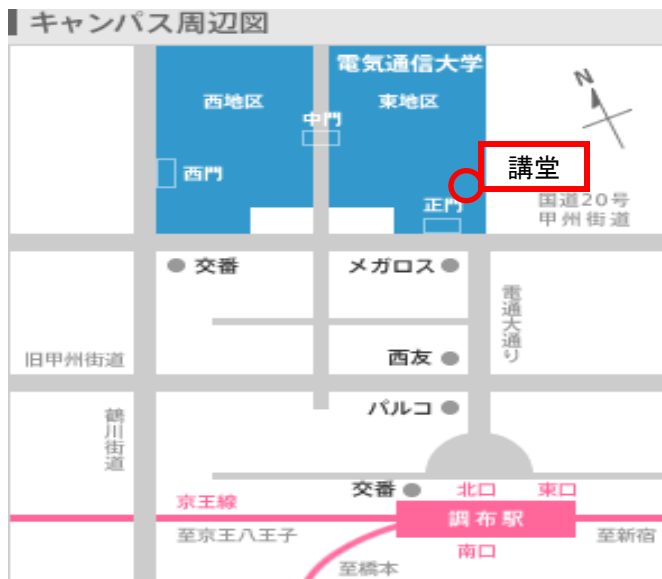 キャンパス周辺図
電気通信大学
西地区
東地区
中門
N
西門
講堂
正門
国道20号
甲州街道
交番
メガロス
電通大通り
旧甲州街道
西友
パルコ
鶴川街道
交番
北口
東口
京王線
調布駅
至京王八王子
至新宿
南口
至橋本